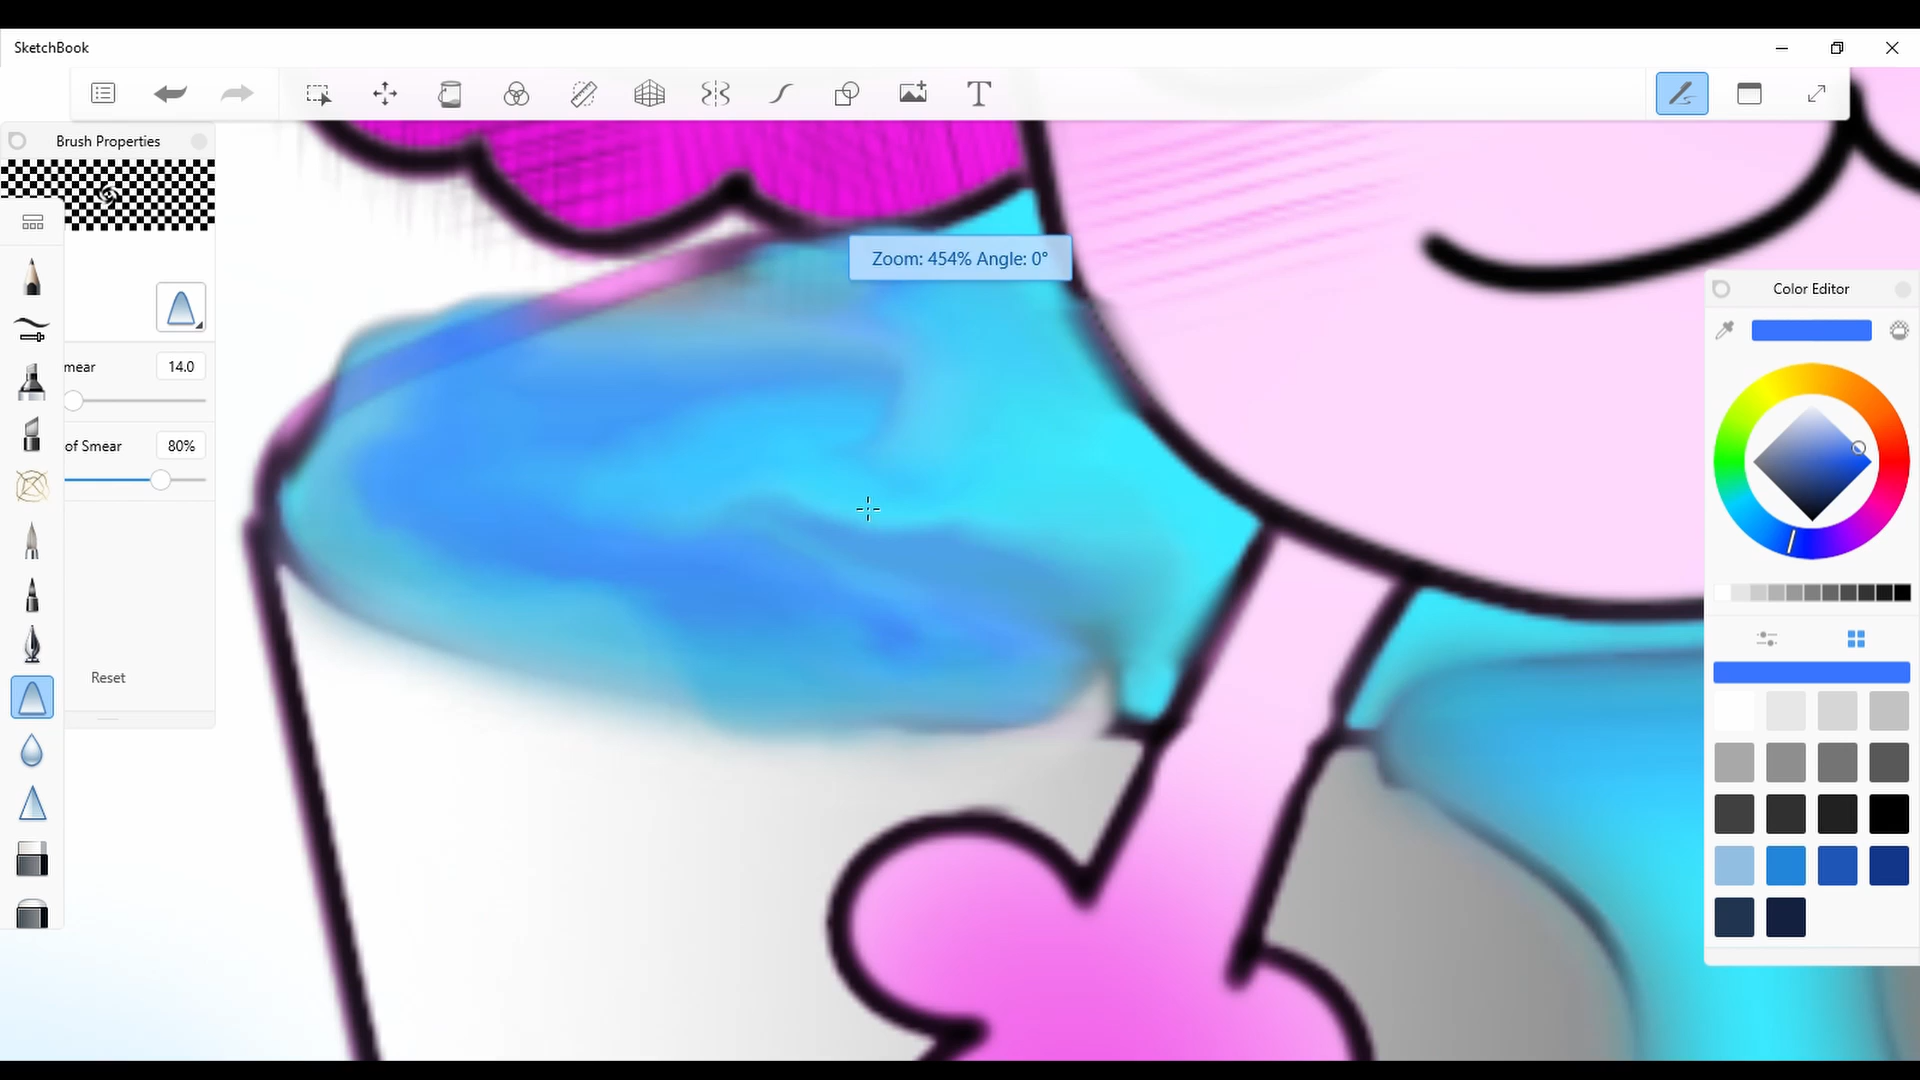 SketchBook
Brush Properties
Zoom: 454% Angle: 0°
Color Editor
mear 14.0
of Smear 80%
Reset